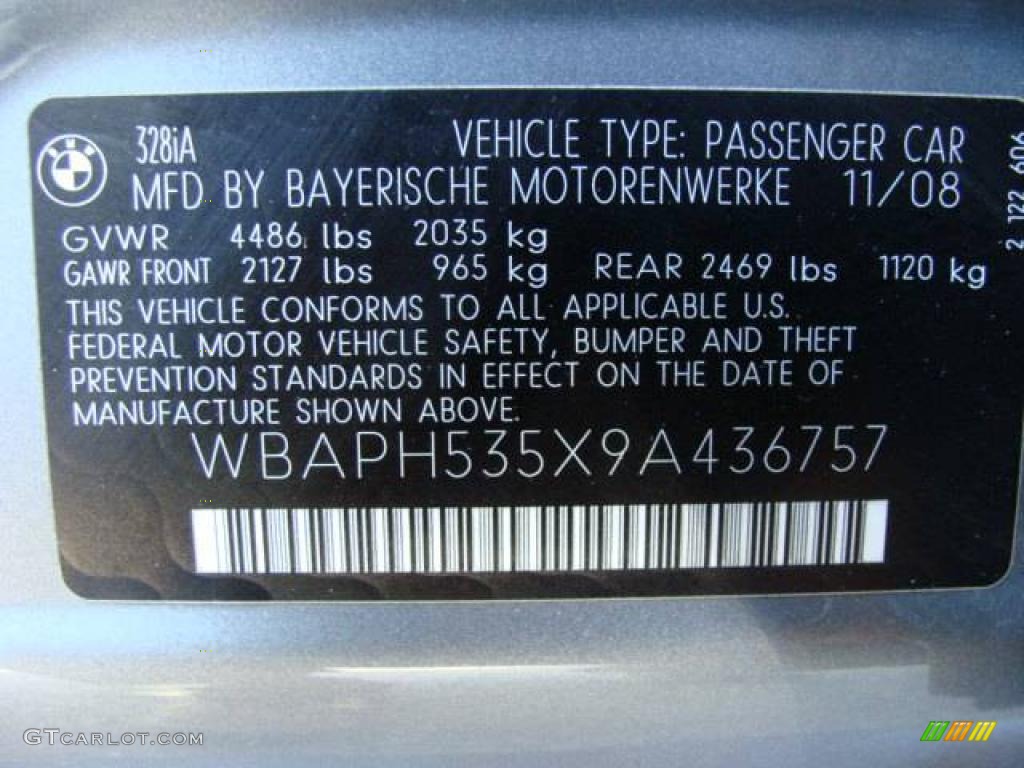 328iA VEHICLE TYPE: PASSENGER CAR
MFD BY BAYERISCHE MOTORENWERKE 11/08
GVWR 4486 lbs 2035 kg
GAWR FRONT 2127 lbs 965 kg REAR 2469 lbs 1120 kg
THIS VEHICLE CONFORMS TO ALL APPLICABLE U.S.
FEDERAL MOTOR VEHICLE SAFETY, BUMPER AND THEFT
PREVENTION STANDARDS IN EFFECT ON THE DATE OF
MANUFACTURE SHOWN ABOVE.
WBAPH535X9A436757
2 122 606
BMW
GTCARLOT.COM